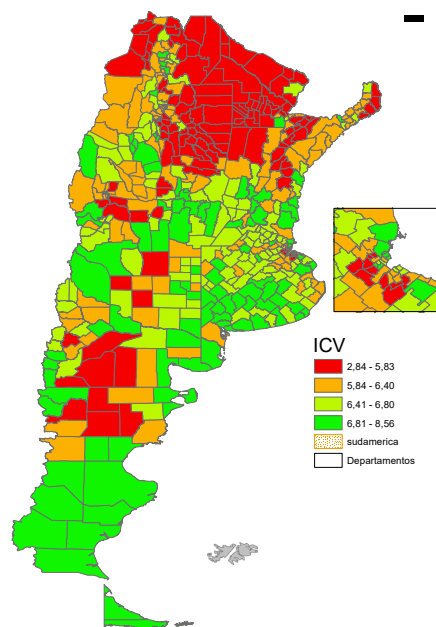 ICV
2,84 - 5,83
5,84 - 6,40
6,41 - 6,80
6,81 - 8,56
sudamerica
Departamentos